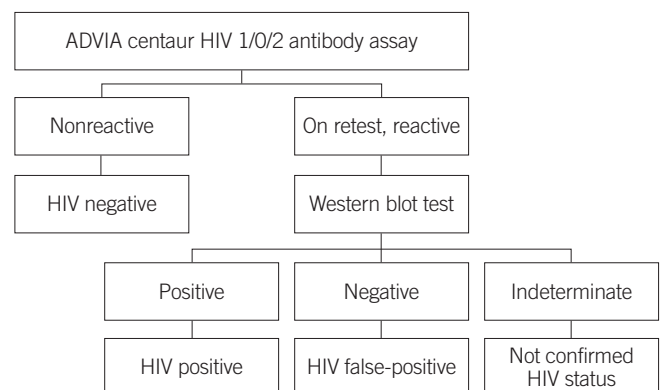 ADVIA centaur HIV 1/0/2 antibody assay
Nonreactive
On retest, reactive
HIV negative
Western blot test
Positive
Negative
Indeterminate
HIV positive
HIV false-positive
Not confirmed
HIV status